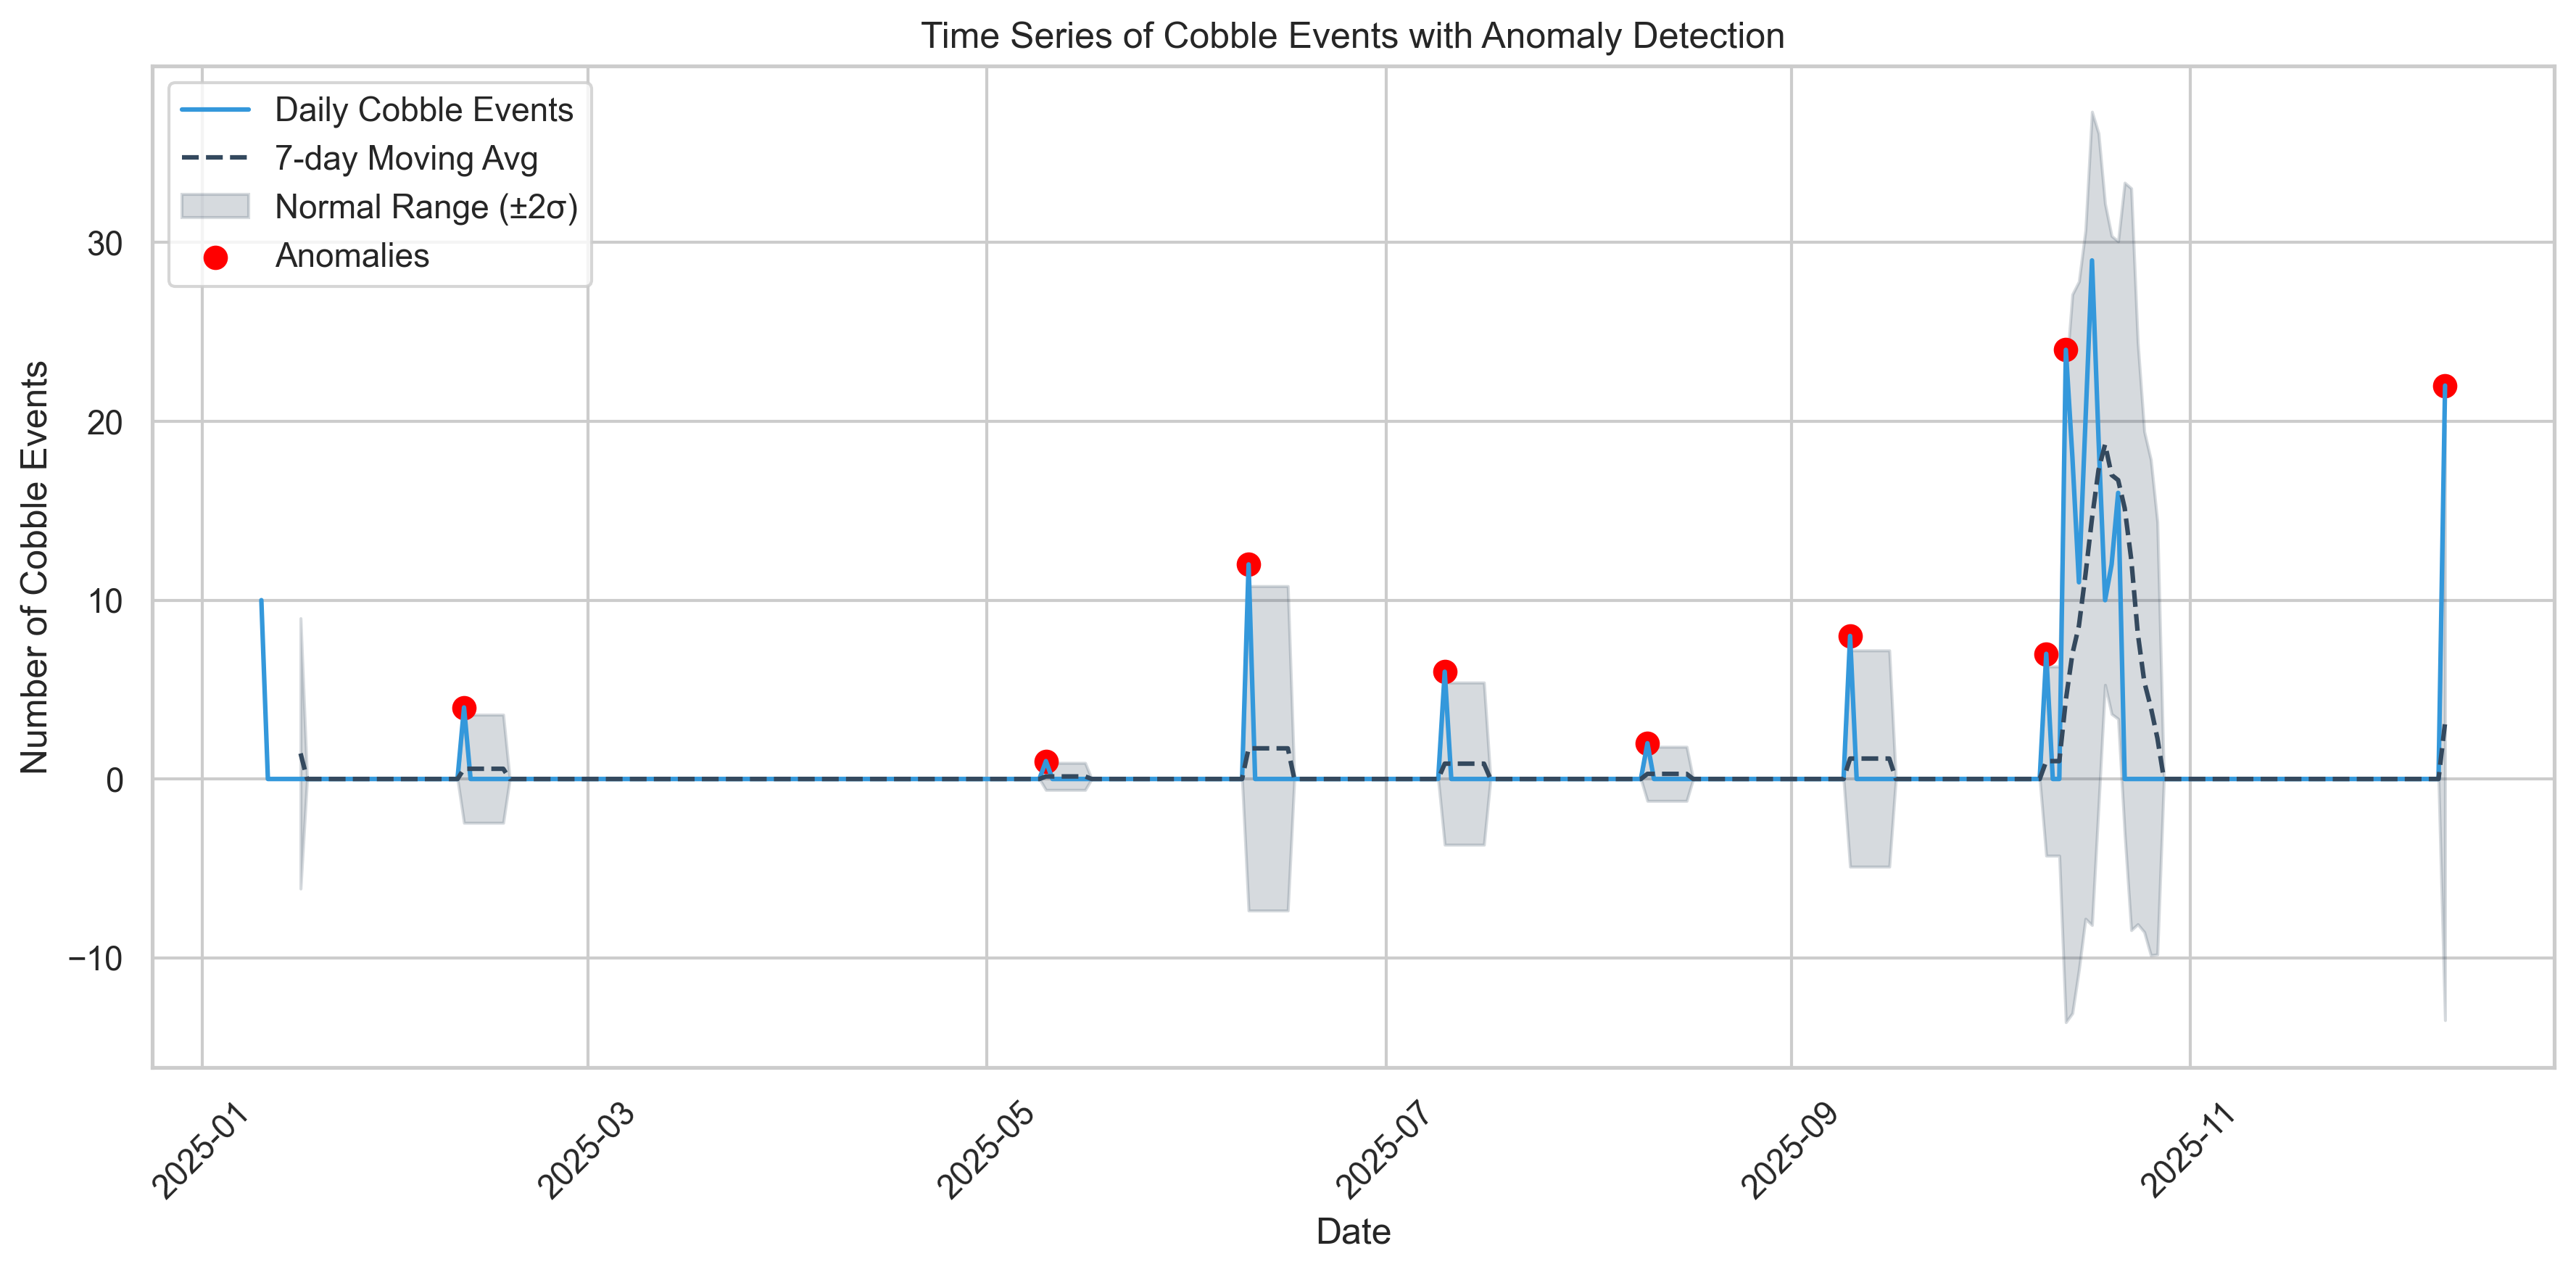 Time Series of Cobble Events with Anomaly Detection
Daily Cobble Events
7-day Moving Avg
Normal Range (±2σ)
Anomalies
Number of Cobble Events
30
20
10
0
−10
2025-01
2025-03
2025-05
2025-07
2025-09
2025-11
Date